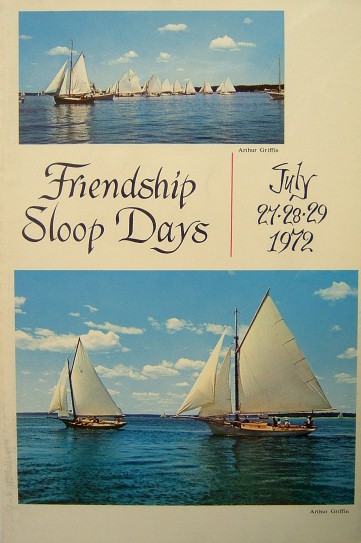 Arthur Griffin
Friendship
Sloop Days
July
27·28·29
1972
Arthur Griffin